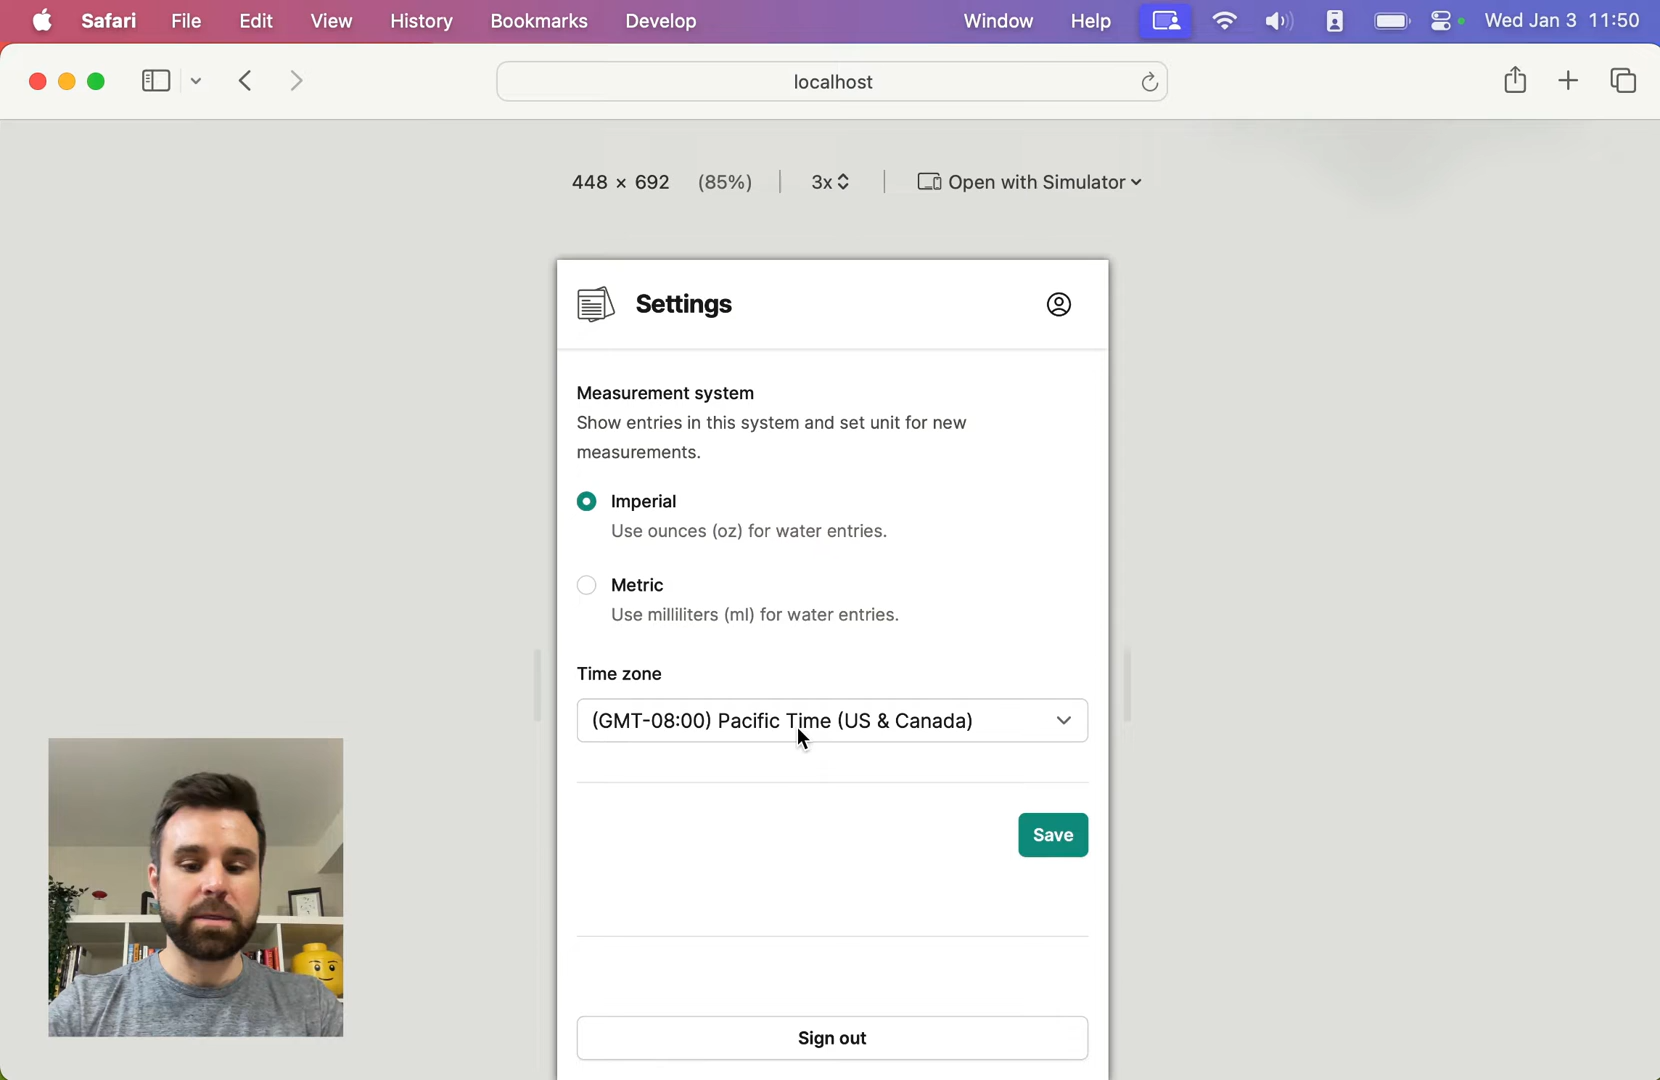 Safari File Edit View History Bookmarks Develop Window Help Wed Jan 3 11:50
localhost
448 × 692 (85%) 3x Open with Simulator
Settings
Measurement system
Show entries in this system and set unit for new
measurements.
Imperial
Use ounces (oz) for water entries.
Metric
Use milliliters (ml) for water entries.
Time zone
(GMT-08:00) Pacific Time (US & Canada)
Save
Sign out